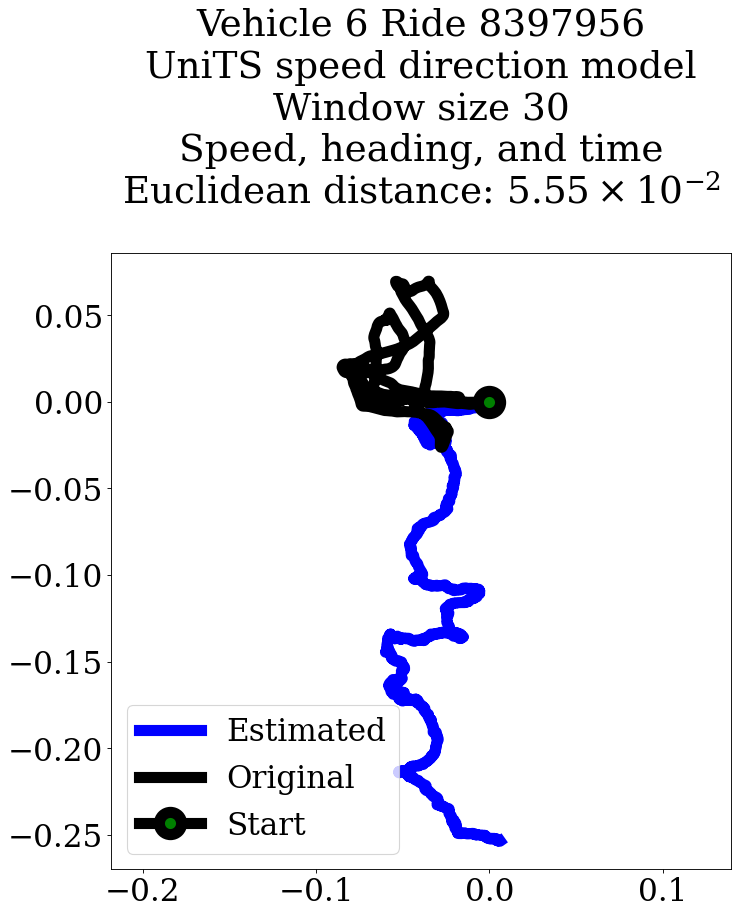 Vehicle 6 Ride 8397956
UniTS speed direction model
Window size 30
Speed, heading, and time
Euclidean distance: 5.55 × 10⁻²
0.05
0.00
−0.05
−0.10
−0.15
−0.20
−0.25
Estimated
Original
Start
−0.2
−0.1
0.0
0.1